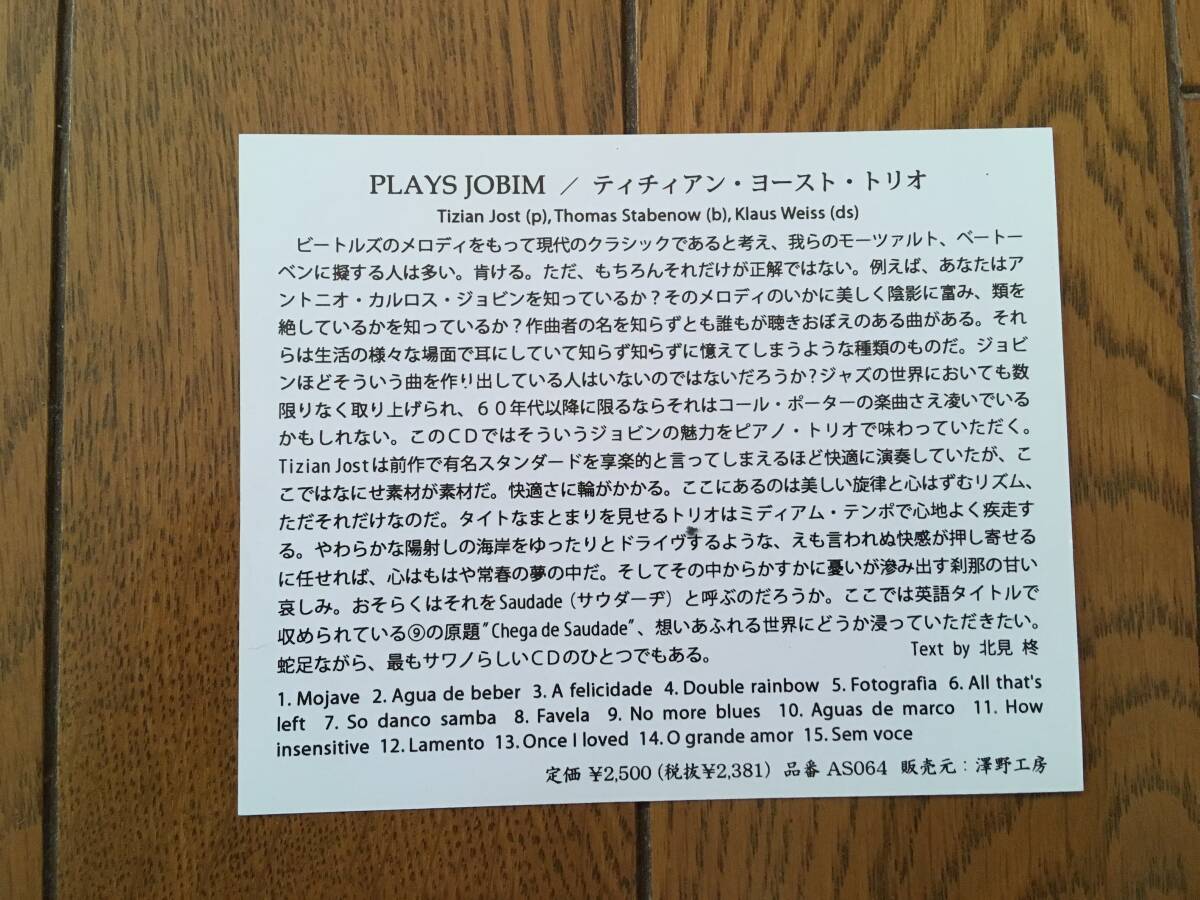 PLAYS JOBIM ／ ティチィアン・ヨースト・トリオ
Tizian Jost (p), Thomas Stabenow (b), Klaus Weiss (ds)
ビートルズのメロディをもって現代のクラシックであると考え、我らのモーツァルト、ベートー
ベンに擬する人は多い。肯ける。ただ、もちろんそれだけが正解ではない。例えば、あなたはア
ントニオ・カルロス・ジョビンを知っているか？そのメロディのいかに美しく陰影に富み、類を
絶しているかを知っているか？作曲者の名を知らずとも誰もが聴きおぼえのある曲がある。それ
らは生活の様々な場面で耳にしていて知らず知らずに憶えてしまうような種類のものだ。ジョビ
ンほどそういう曲を作り出している人はいないのではないだろうか？ジャズの世界においても数
限りなく取り上げられ、６０年代以降に限るならそれはコール・ポーターの楽曲さえ凌いでいる
かもしれない。このＣＤではそういうジョビンの魅力をピアノ・トリオで味わっていただく。
Tizian Jostは前作で有名スタンダードを享楽的と言ってしまえるほど快適に演奏していたが、こ
こではなにせ素材が素材だ。快適さに輪がかかる。ここにあるのは美しい旋律と心はずむリズム、
ただそれだけなのだ。タイトなまとまりを見せるトリオはミディアム・テンポで心地よく疾走す
る。やわらかな陽射しの海岸をゆったりとドライヴするような、えも言われぬ快感が押し寄せる
に任せれば、心はもはや常春の夢の中だ。そしてその中からかすかに憂いが滲み出す刹那の甘い
哀しみ。おそらくはそれをSaudade（サウダーヂ）と呼ぶのだろうか。ここでは英語タイトルで
収められている⑨の原題"Chega de Saudade"、想いあふれる世界にどうか浸っていただきたい。
蛇足ながら、最もサワノらしいＣＤのひとつでもある。 Text by 北見 柊
1. Mojave 2. Agua de beber 3. A felicidade 4. Double rainbow 5. Fotografia 6. All that's
left 7. So danco samba 8. Favela 9. No more blues 10. Aguas de marco 11. How
insensitive 12. Lamento 13. Once I loved 14. O grande amor 15. Sem voce
定価 ¥2,500（税抜¥2,381） 品番 AS064 販売元：澤野工房